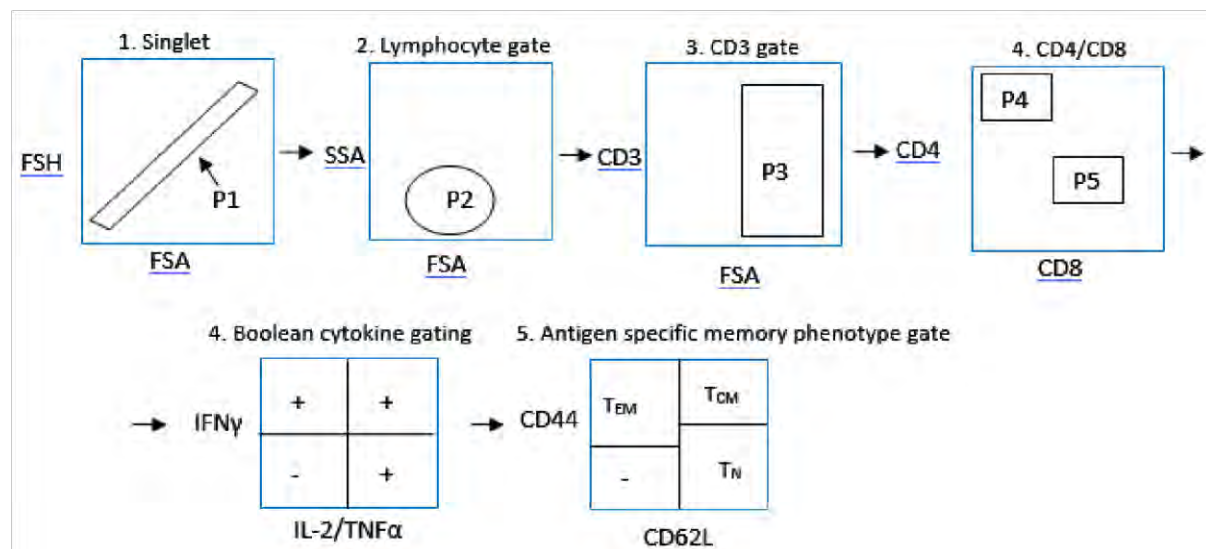 1. Singlet
2. Lymphocyte gate
3. CD3 gate
4. CD4/CD8
FSH
P1
FSA
SSA
P2
FSA
CD3
P3
FSA
CD4
P4
P5
CD8
4. Boolean cytokine gating
5. Antigen specific memory phenotype gate
IFNγ
+ +
- +
IL-2/TNFα
CD44
TEM TCM
- TN
CD62L